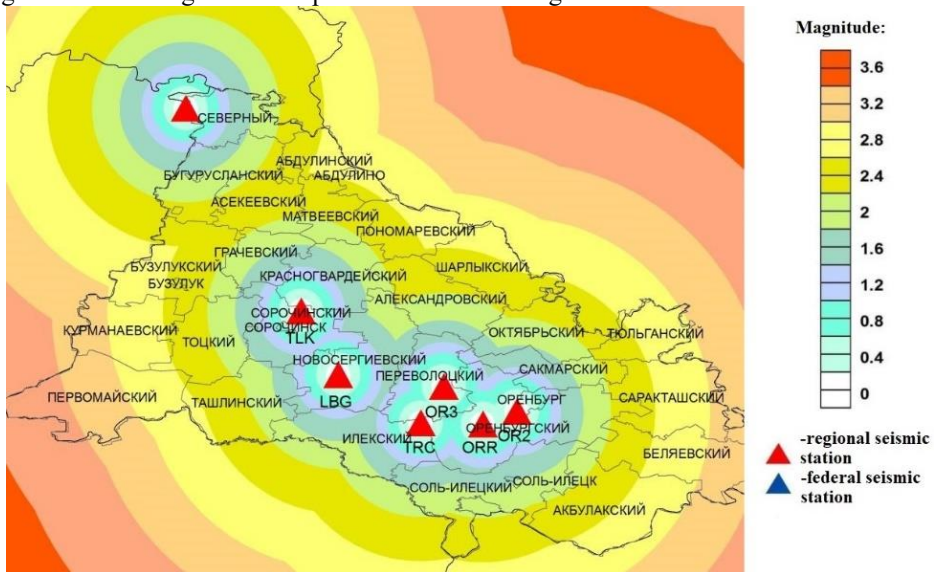 Magnitude:
3.6
3.2
2.8
2.4
2
1.6
1.2
0.8
0.4
0
-regional seismic
station
-federal seismic
station
СЕВЕРНЫЙ
АБДУЛИНСКИЙ
БУГУРУСЛАНСКИЙ
АБДУЛИНО
АСЕКЕЕВСКИЙ
МАТВЕЕВСКИЙ
ПОНОМАРЕВСКИЙ
ГРАЧЕВСКИЙ
БУЗУЛУКСКИЙ
БУЗУЛУК
КРАСНОГВАРДЕЙСКИЙ
ШАРЛЫКСКИЙ
АЛЕКСАНДРОВСКИЙ
СОРОЧИНСКИЙ
СОРОЧИНСК
TLK
КУРМАНАЕВСКИЙ
ТОЦКИЙ
ОКТЯБРЬСКИЙ
ТЮЛЬГАНСКИЙ
НОВОСЕРГИЕВСКИЙ
ПЕРЕВОЛОЦКИЙ
САКМАРСКИЙ
ПЕРВОМАЙСКИЙ
ТАШЛИНСКИЙ
LBG
OR3
ОРЕНБУРГ
САРАКТАШСКИЙ
ИЛЕКСКИЙ
TRC
ORR
ОРЕНБУРГСКИЙ
OR2
БЕЛЯЕВСКИЙ
СОЛЬ-ИЛЕЦКИЙ
СОЛЬ-ИЛЕЦК
АКБУЛАКСКИЙ